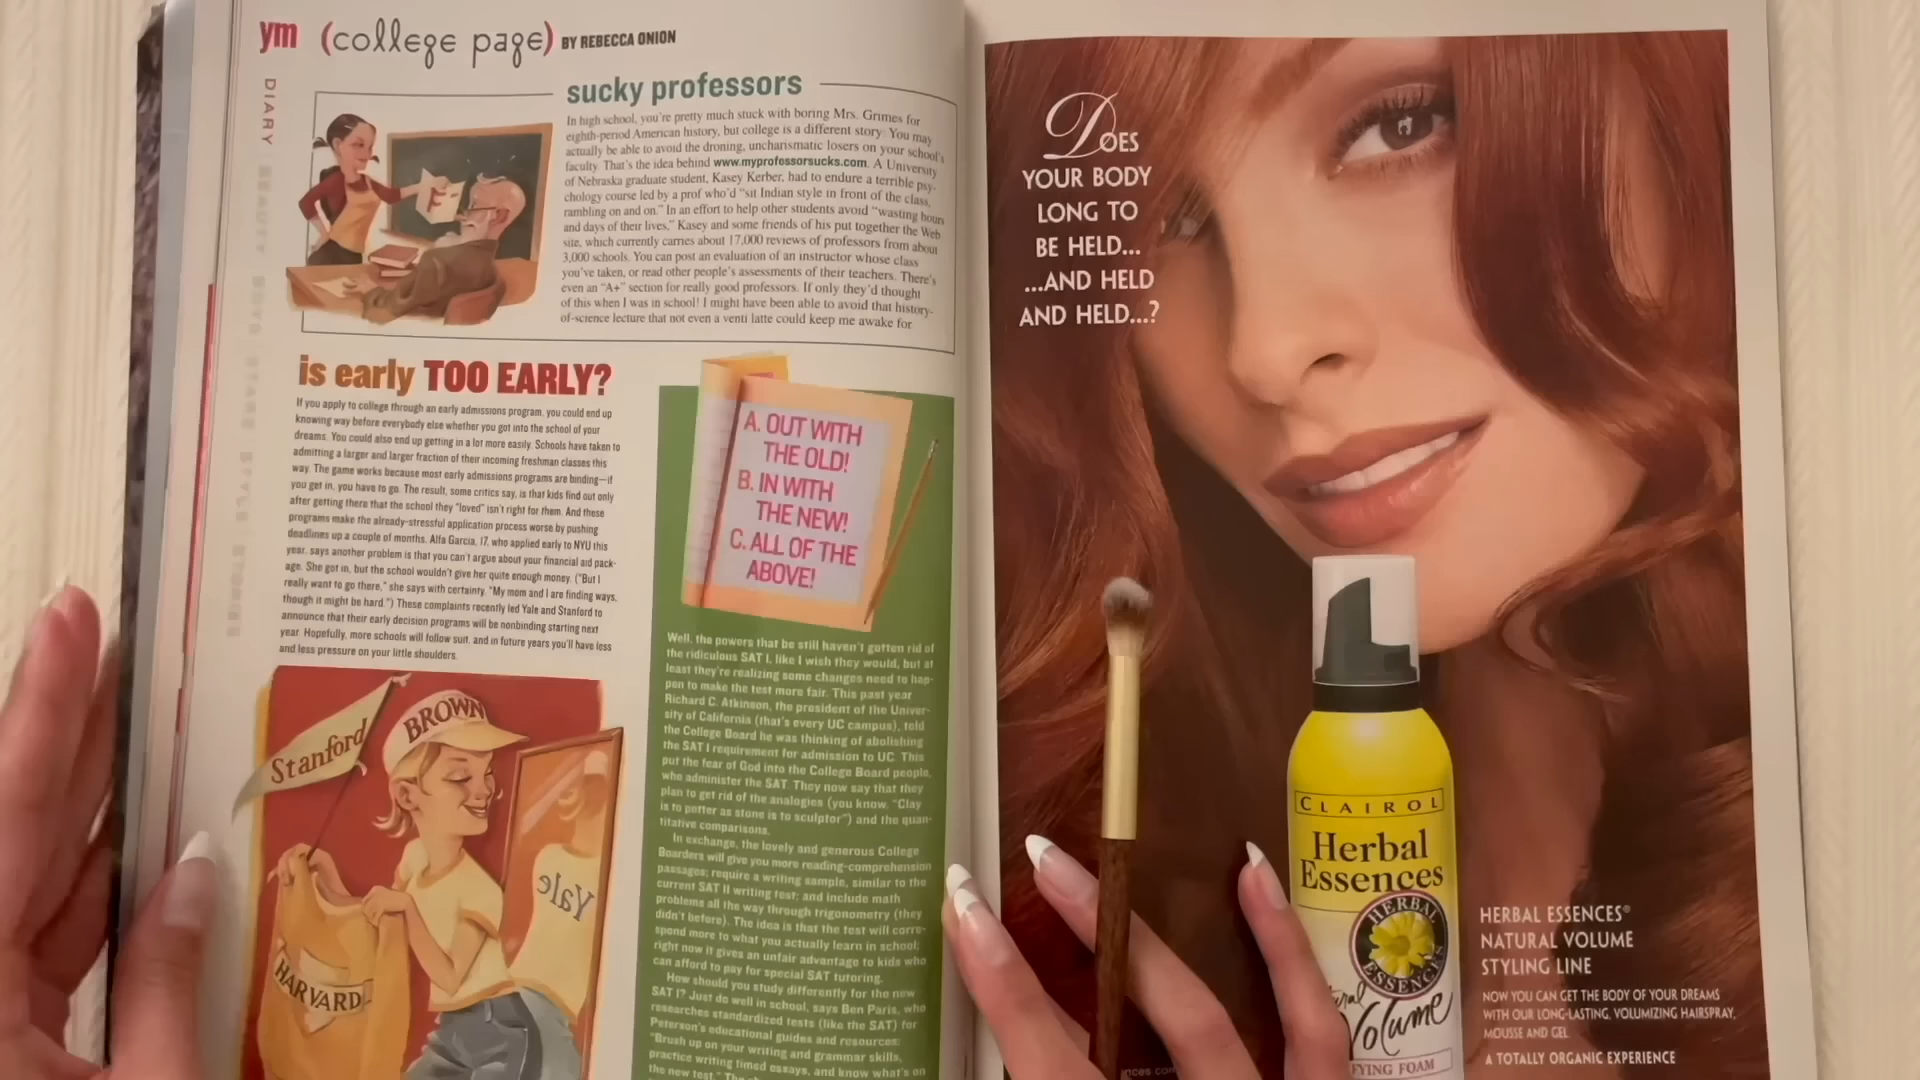 ym (college page) BY REBECCA ONION
DIARY
BEAUTY
BOYS
STARS
STYLE
STORIES
sucky professors
In high school, you're pretty much stuck with boring Mrs. Grimes for
eighth-period American history, but college is a different story. You may
actually be able to avoid the droning, uncharismatic losers on your school's
faculty. That's the idea behind www.myprofessorsucks.com. A University
of Nebraska graduate student, Kasey Kerber, had to endure a terrible psy-
chology course led by a prof who'd "sit Indian style in front of the class,
rambling on and on." In an effort to help other students avoid "wasting hours
and days of their lives," Kasey and some friends of his put together the Web
site, which currently carries about 17,000 reviews of professors from about
3,000 schools. You can post an evaluation of an instructor whose class
you've taken, or read other people's assessments of their teachers. There's
even an "A+" section for really good professors. If only they'd thought
of this when I was in school! I might have been able to avoid that history-
of-science lecture that not even a venti latte could keep me awake for
F
is early TOO EARLY?
If you apply to college through an early admissions program, you could end up
knowing way before everybody else whether you got into the school of your
dreams. You could also end up getting in a lot more easily. Schools have taken to
admitting a larger and larger fraction of their incoming freshman classes this
way. The game works because most early admissions programs are binding—if
you get in, you have to go. The result, some critics say, is that kids find out only
after getting there that the school they "loved" isn't right for them. And these
programs make the already-stressful application process worse by pushing
deadlines up a couple of months. Alfa Garcia, 17, who applied early to NYU this
year, says another problem is that you can't argue about your financial aid pack-
age. She got in, but the school wouldn't give her quite enough money. ("But I
really want to go there," she says with certainty. "My mom and I are finding ways,
though it might be hard.") These complaints recently led Yale and Stanford to
announce that their early decision programs will be nonbinding starting next
year. Hopefully, more schools will follow suit, and in future years you'll have less
and less pressure on your little shoulders.
Stanford
BROWN
Yale
HARVARD
A. OUT WITH
THE OLD!
B. IN WITH
THE NEW!
C. ALL OF THE
ABOVE!
Well, the powers that be still haven't gotten rid of
the ridiculous SAT I, like I wish they would, but at
least they're realizing some changes need to hap-
pen to make the test more fair. This past year
Richard C. Atkinson, the president of the Univer-
sity of California (that's every UC campus), told
the College Board he was thinking of abolishing
the SAT I requirement for admission to UC. This
put the fear of God into the College Board people,
who administer the SAT. They now say that they
plan to get rid of the analogies (you know, "Clay
is to potter as stone is to sculptor") and the quan-
titative comparisons.
In exchange, the lovely and generous College
Boarders will give you more reading-comprehension
passages; require a writing sample, similar to the
current SAT II writing test; and include math
problems all the way through trigonometry (they
didn't before). The idea is that the test will corre-
spond more to what you actually learn in school;
right now it gives an unfair advantage to kids who
can afford to pay for special SAT tutoring.
How should you study differently for the new
SAT I? Just do well in school, says Ben Paris, who
researches standardized tests (like the SAT) for
Peterson's educational guides and resources:
"Brush up on your writing and grammar skills,
practice writing timed essays, and know what's on
the new test." The
DOES
YOUR BODY
LONG TO
BE HELD...
...AND HELD
AND HELD...?
CLAIROL
Herbal
Essences
HERBAL
ESSENCES
Volume
FYING FOAM
HERBAL ESSENCES®
NATURAL VOLUME
STYLING LINE
NOW YOU CAN GET THE BODY OF YOUR DREAMS
WITH OUR LONG-LASTING, VOLUMIZING HAIRSPRAY,
MOUSSE AND GEL.
A TOTALLY ORGANIC EXPERIENCE